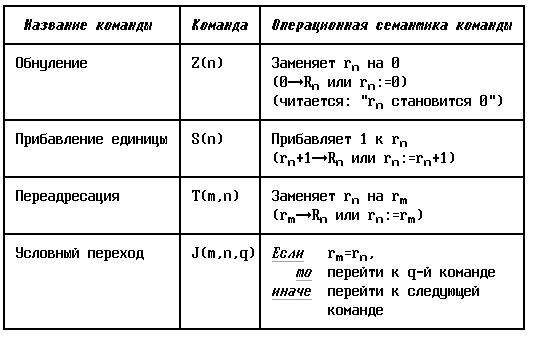 Название команды Команда Операционная семантика команды
Обнуление Z(n) Заменяет rn на 0
(0→Rn или rn:=0)
(читается: "rn становится 0")
Прибавление единицы S(n) Прибавляет 1 к rn
(rn+1→Rn или rn:=rn+1)
Переадресация T(m,n) Заменяет rn на rm
(rm→Rn или rn:=rm)
Условный переход J(m,n,q) Если rm=rn,
то перейти к q-й команде
иначе перейти к следующей
команде